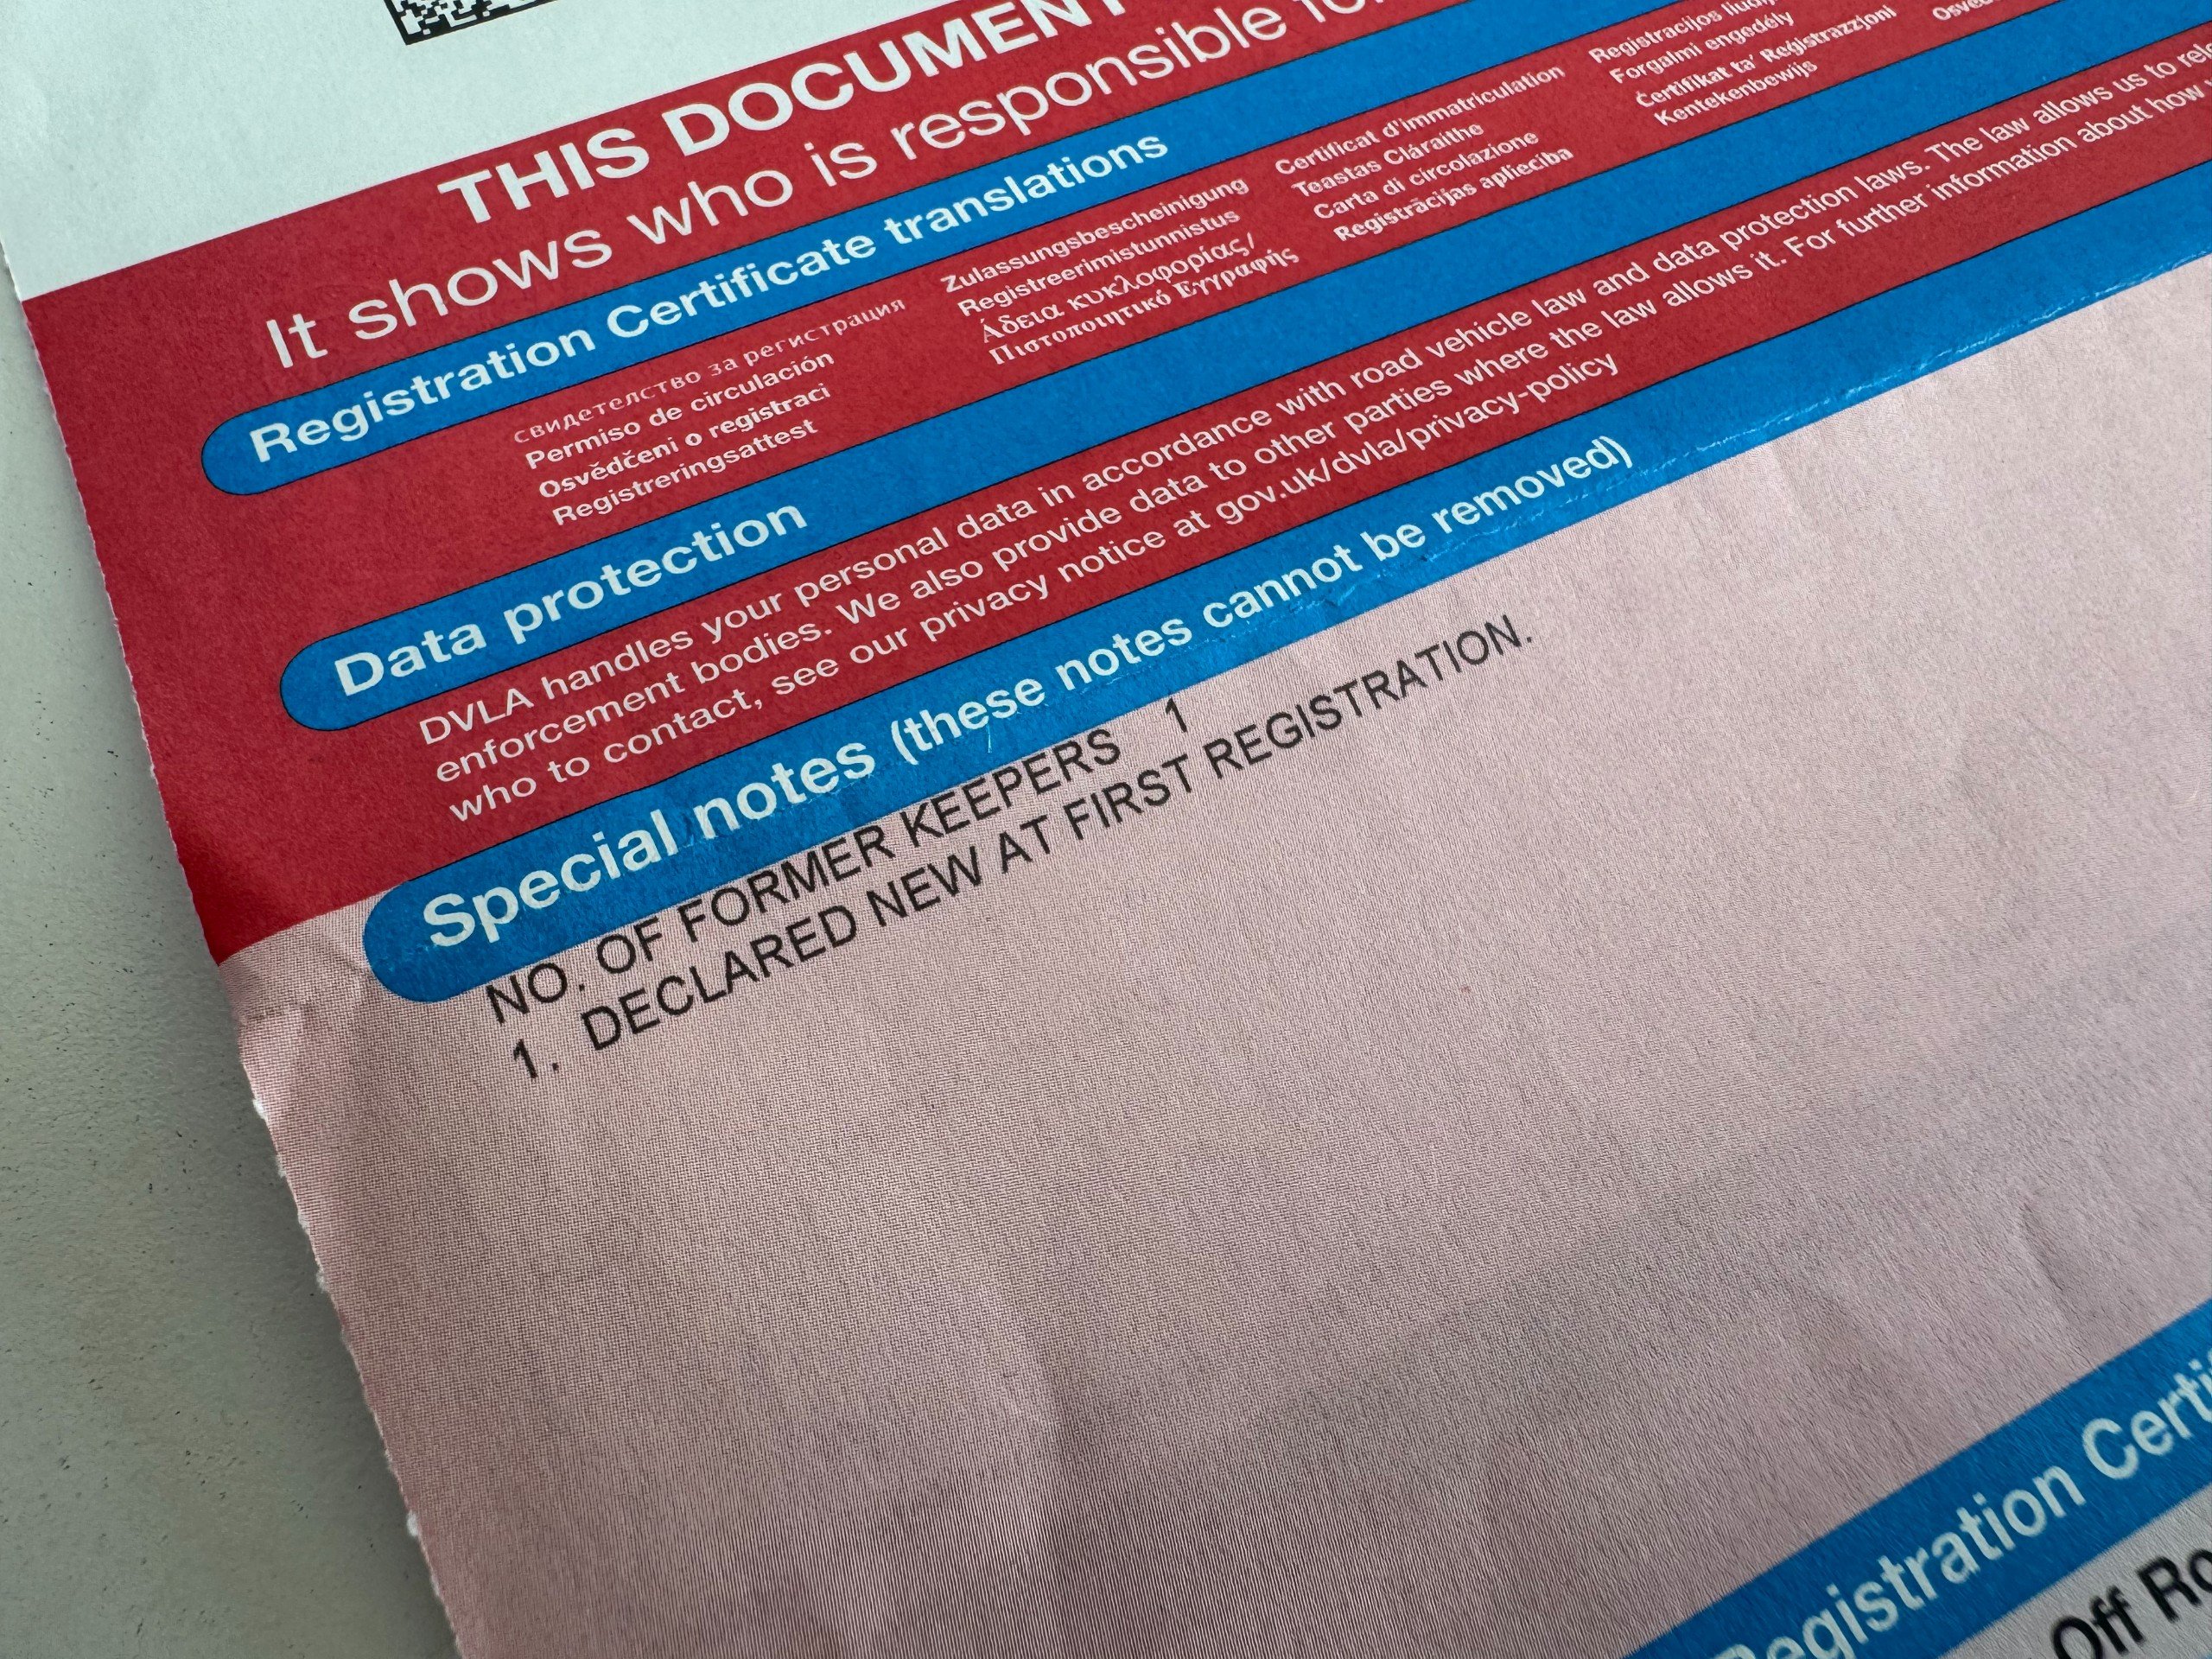 THIS DOCUMENT
It shows who is responsible
Registration Certificate translations
свидетелство за регистрация
Permiso de circulación
Osvědčení o registraci
Registreringsattest
Zulassungsbescheinigung
Registreerimistunnistus
Άδεια κυκλοφορίας/
Πιστοποιητικό Εγγραφής
Certificat d'immatriculation
Teastas Cláraithe
Carta di circolazione
Reģistrācijas apliecība
Registracijos
Forgalmi engedély
Ċertifikat ta' Reġistrazzjoni
Kentekenbewijs
Data protection
DVLA handles your personal data in accordance with road vehicle law and data protection laws. The law allows us to
enforcement bodies. We also provide data to other parties where the law allows it. For further information about how
who to contact, see our privacy notice at gov.uk/dvla/privacy-policy
Special notes (these notes cannot be removed)
NO. OF FORMER KEEPERS 1
1. DECLARED NEW AT FIRST REGISTRATION.
Registration
Off